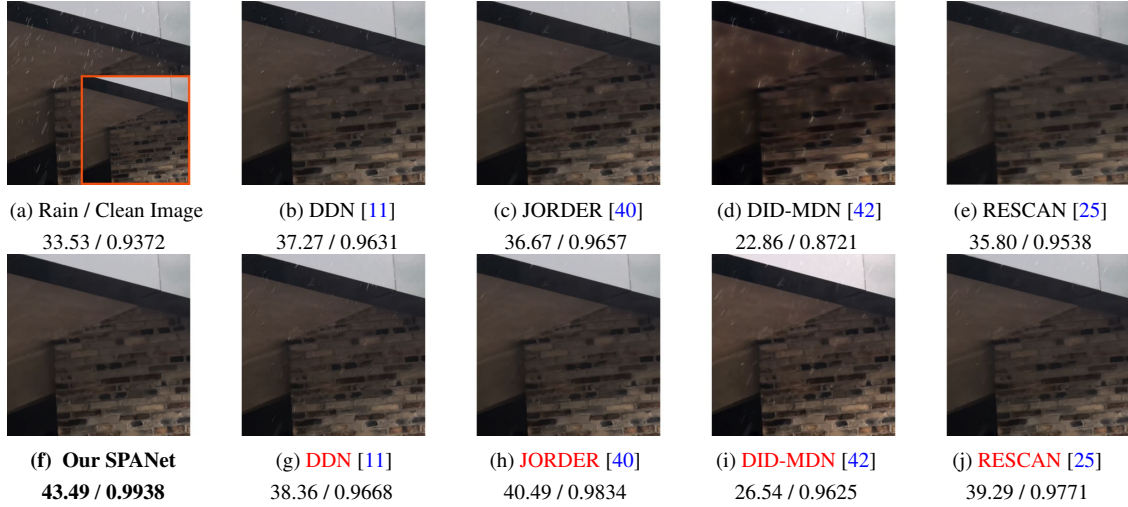 (a) Rain / Clean Image (b) DDN [11] (c) JORDER [40] (d) DID-MDN [42] (e) RESCAN [25]
33.53 / 0.9372 37.27 / 0.9631 36.67 / 0.9657 22.86 / 0.8721 35.80 / 0.9538
(f) Our SPANet (g) DDN [11] (h) JORDER [40] (i) DID-MDN [42] (j) RESCAN [25]
43.49 / 0.9938 38.36 / 0.9668 40.49 / 0.9834 26.54 / 0.9625 39.29 / 0.9771